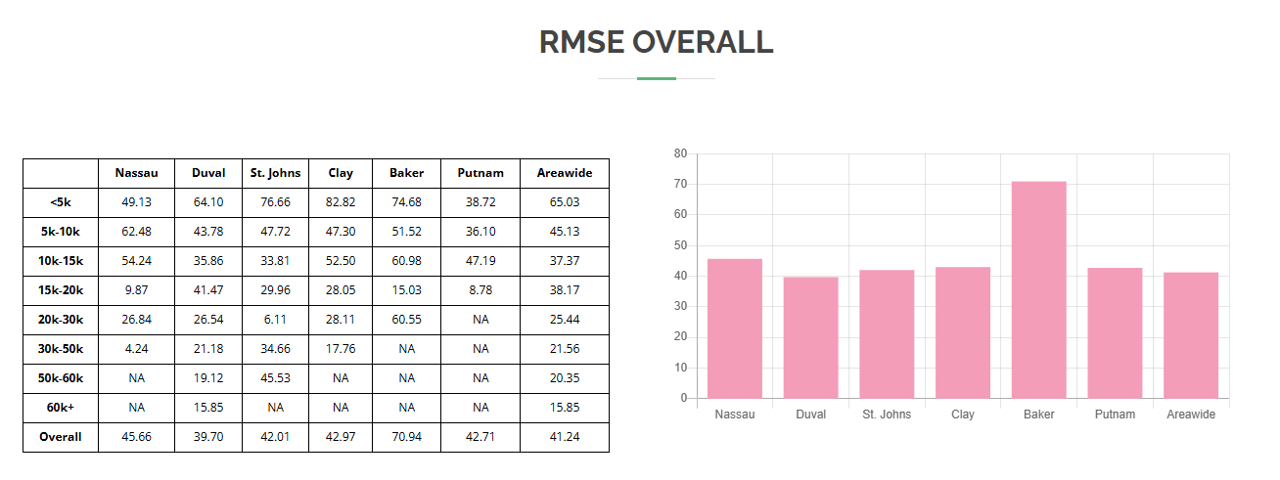 RMSE OVERALL
Nassau Duval St. Johns Clay Baker Putnam Areawide
<5k 49.13 64.10 76.66 82.82 74.68 38.72 65.03
5k-10k 62.48 43.78 47.72 47.30 51.52 36.10 45.13
10k-15k 54.24 35.86 33.81 52.50 60.98 47.19 37.37
15k-20k 9.87 41.47 29.96 28.05 15.03 8.78 38.17
20k-30k 26.84 26.54 6.11 28.11 60.55 NA 25.44
30k-50k 4.24 21.18 34.66 17.76 NA NA 21.56
50k-60k NA 19.12 45.53 NA NA NA 20.35
60k+ NA 15.85 NA NA NA NA 15.85
Overall 45.66 39.70 42.01 42.97 70.94 42.71 41.24
80
70
60
50
40
30
20
10
0
Nassau Duval St. Johns Clay Baker Putnam Areawide